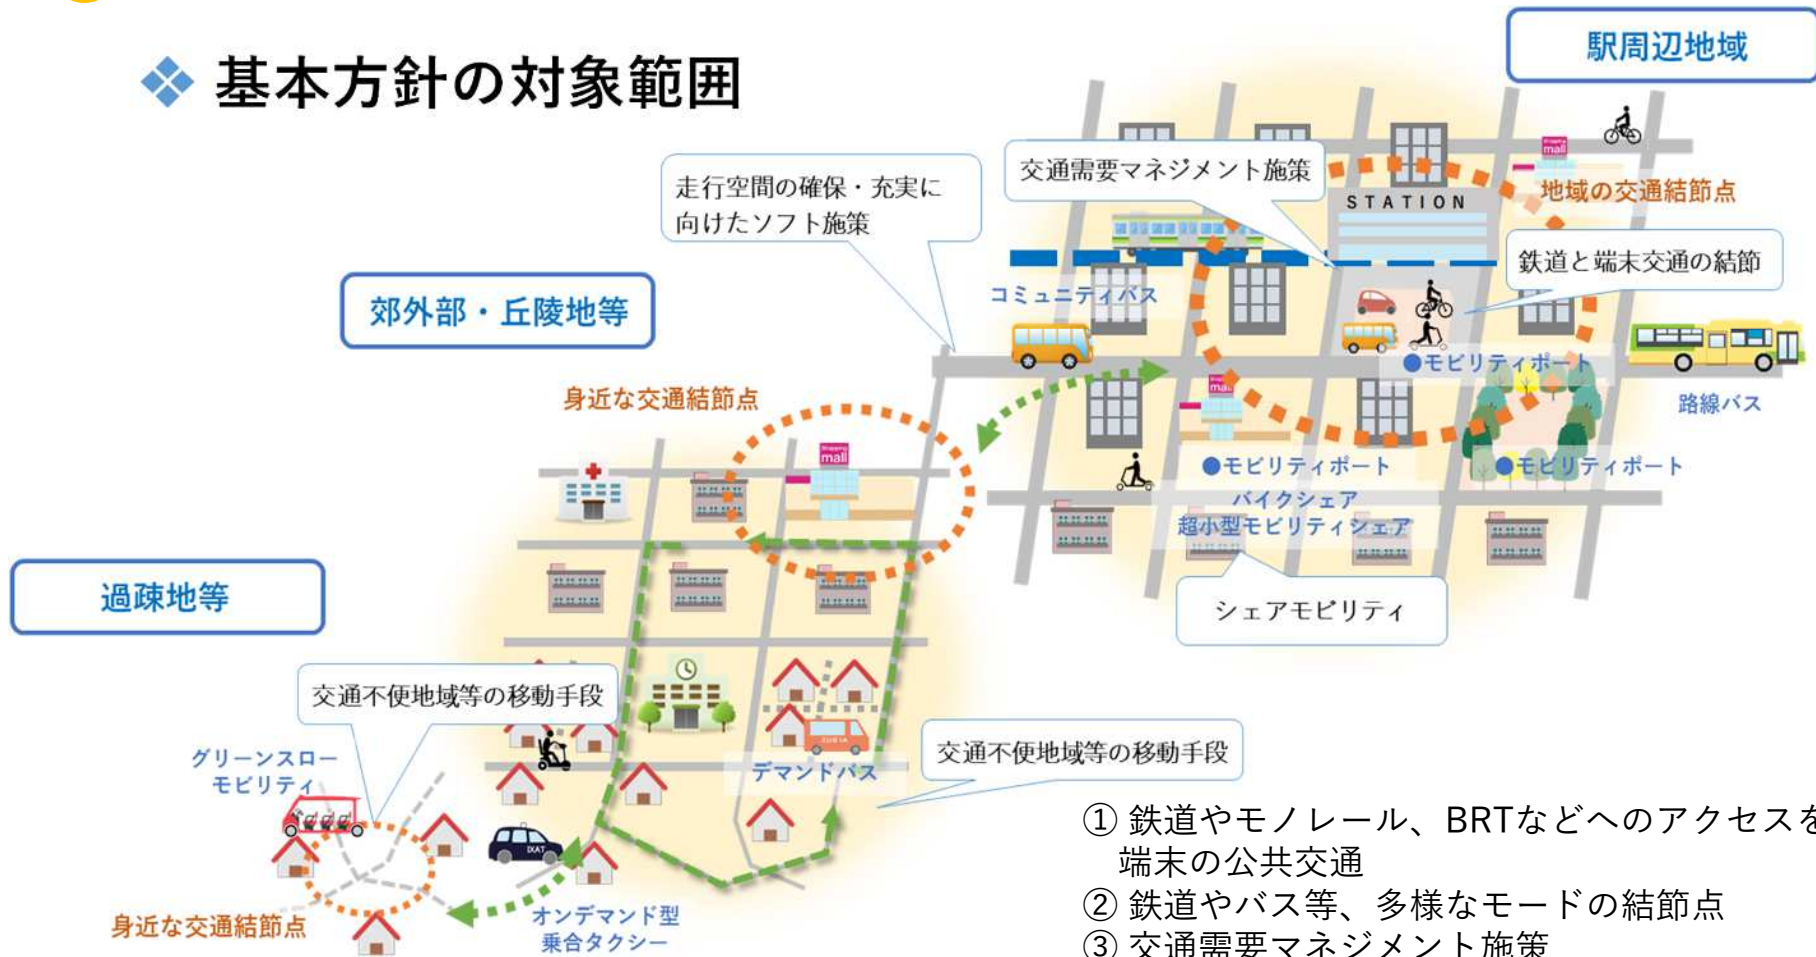 基本方針の対象範囲
駅周辺地域
交通需要マネジメント施策
走行空間の確保・充実に
向けたソフト施策
mall
地域の交通結節点
STATION
鉄道と端末交通の結節
コミュニティバス
郊外部・丘陵地等
●モビリティポート
路線バス
身近な交通結節点
mall
mall
●モビリティポート
●モビリティポート
バイクシェア
超小型モビリティシェア
過疎地等
シェアモビリティ
交通不便地域等の移動手段
交通不便地域等の移動手段
グリーンスロー
モビリティ
デマンドバス
オンデマンド型
乗合タクシー
身近な交通結節点
① 鉄道やモノレール、BRTなどへのアクセスを
端末の公共交通
② 鉄道やバス等、多様なモードの結節点
③ 交通需要マネジメント施策